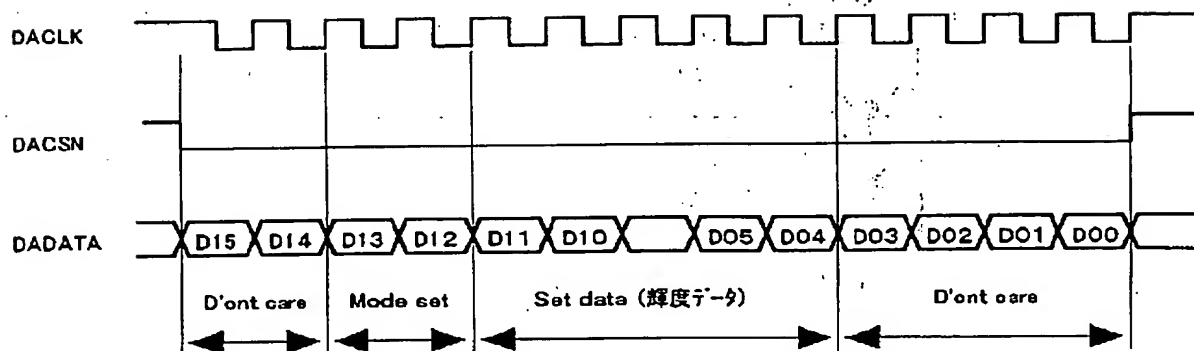 DACLK
DACSN
DADATA
D15 D14 D13 D12 D11 D10 D05 D04 D03 D02 D01 D00
D'ont care Mode set Set data (輝度データ) D'ont care